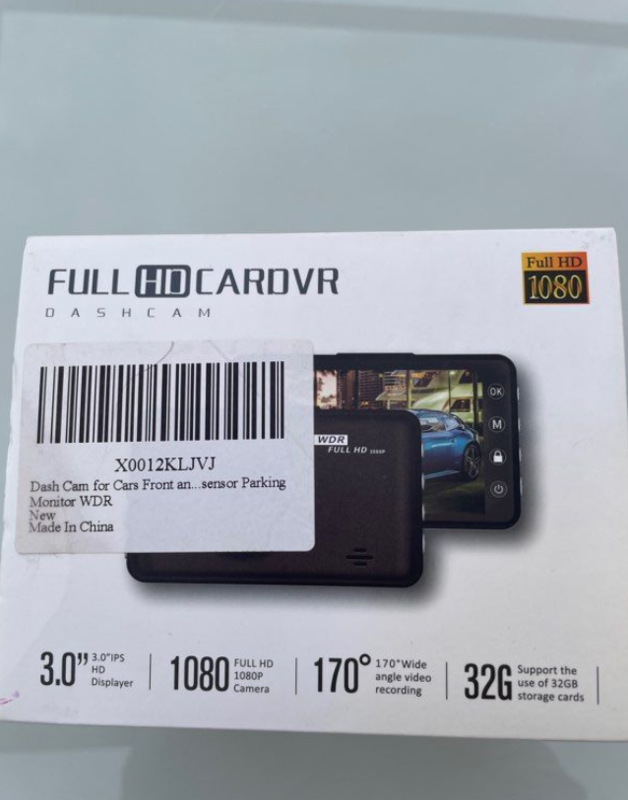 FULL HD CARDVR
DASHCAM
Full HD
1080
X0012KLJVJ
Dash Cam for Cars Front an...sensor Parking
Monitor WDR
New
Made In China
OK
M
WDR
FULL HD 1080P
3.0” 3.0"IPS
HD
Displayer
1080 FULL HD
1080P
Camera
170° 170°Wide
angle video
recording
32G Support the
use of 32GB
storage cards